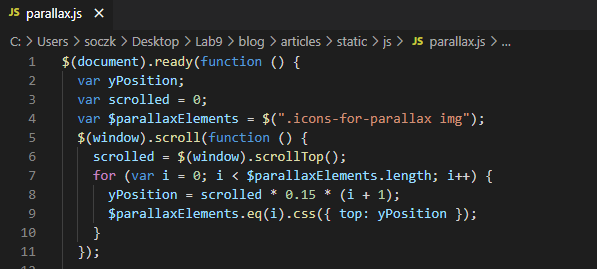 JS parallax.js ×
C: > Users > soczk > Desktop > Lab9 > blog > articles > static > js > JS parallax.js > ...
1 $(document).ready(function () {
2 var yPosition;
3 var scrolled = 0;
4 var $parallaxElements = $(".icons-for-parallax img");
5 $(window).scroll(function () {
6 scrolled = $(window).scrollTop();
7 for (var i = 0; i < $parallaxElements.length; i++) {
8 yPosition = scrolled * 0.15 * (i + 1);
9 $parallaxElements.eq(i).css({ top: yPosition });
10 }
11 });